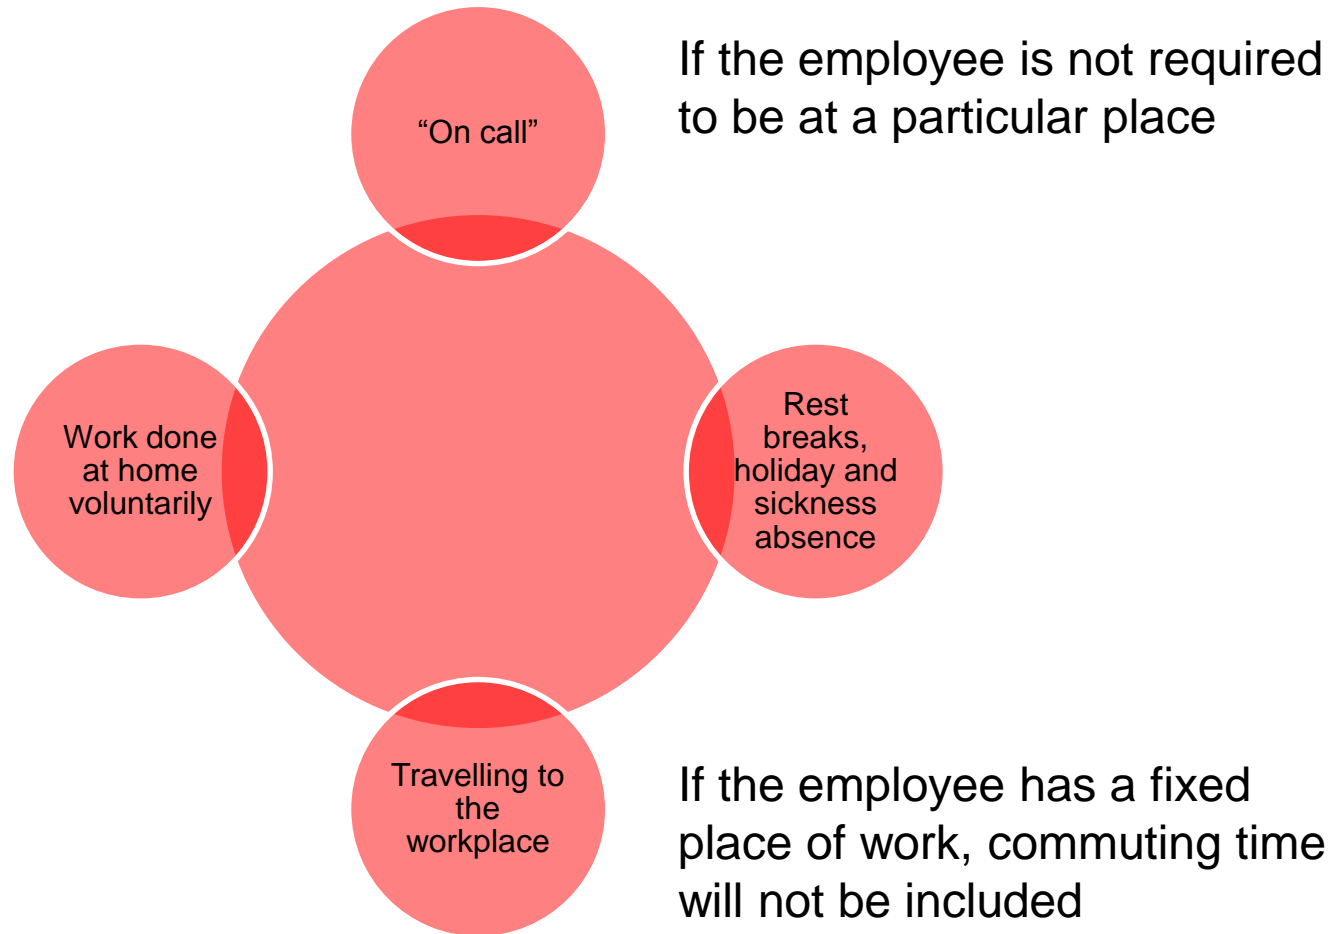 “On call”
If the employee is not required
to be at a particular place
Work done
at home
voluntarily
Rest
breaks,
holiday and
sickness
absence
Travelling to
the
workplace
If the employee has a fixed
place of work, commuting time
will not be included